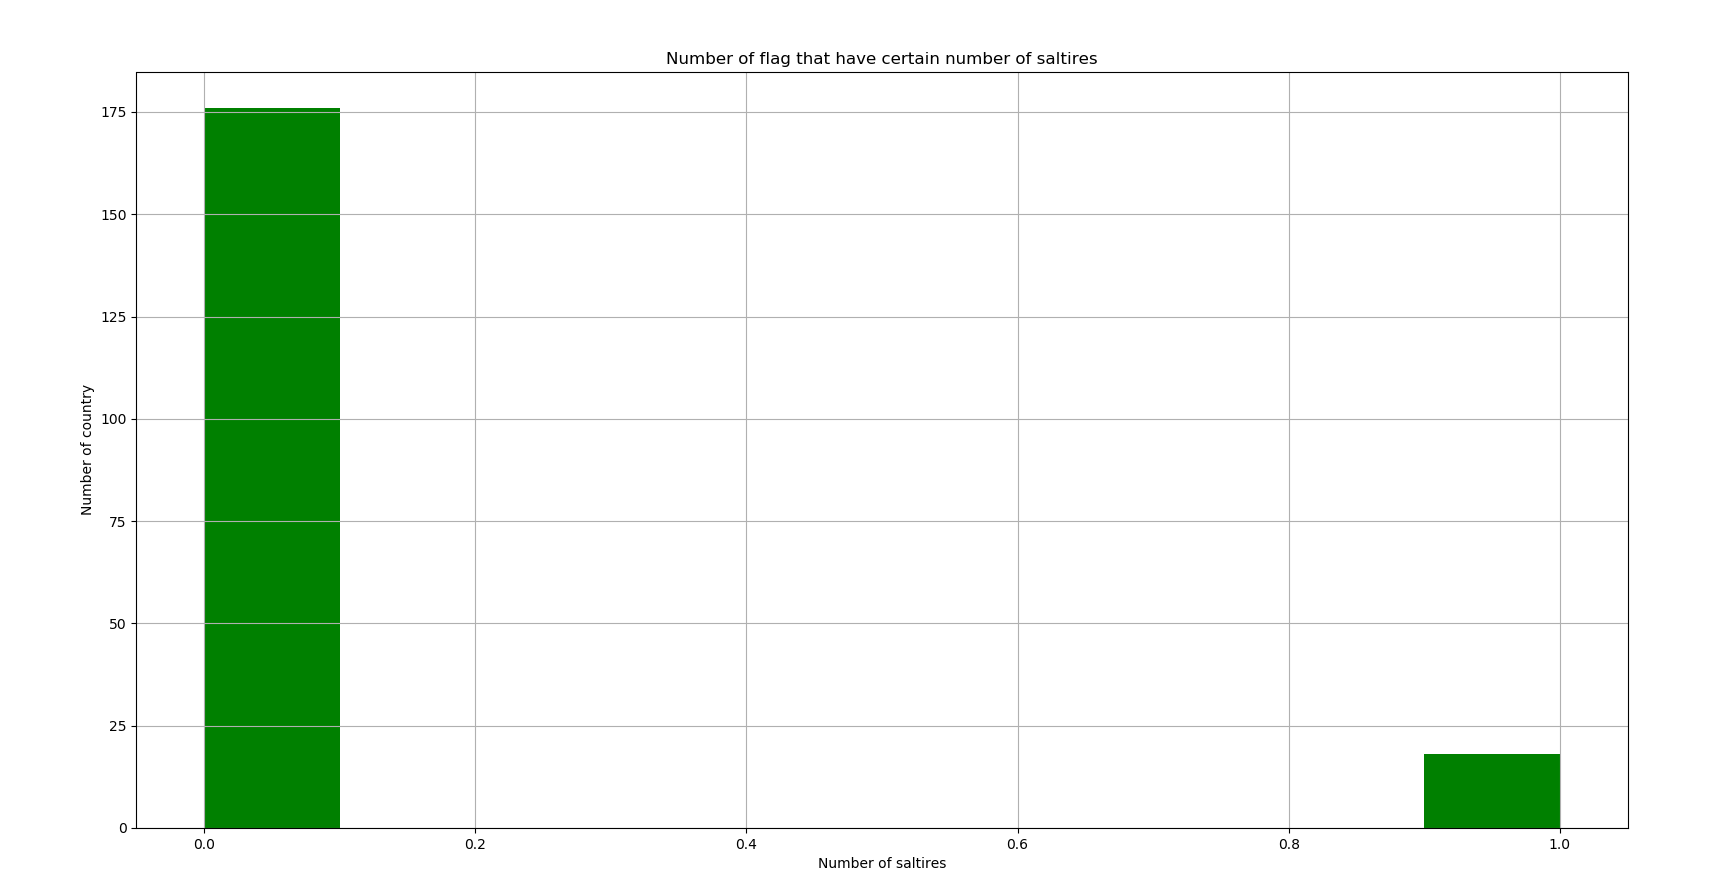 Number of flag that have certain number of saltires
175
150
125
100
75
50
25
0
Number of country
0.0 0.2 0.4 0.6 0.8 1.0
Number of saltires